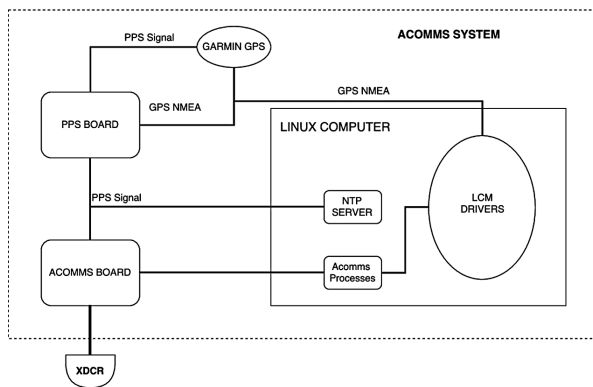 PPS Signal
GARMIN GPS
ACOMMS SYSTEM
GPS NMEA
GPS NMEA
PPS BOARD
LINUX COMPUTER
PPS Signal
NTP
SERVER
LCM
DRIVERS
ACOMMS BOARD
Acomms
Processes
XDCR